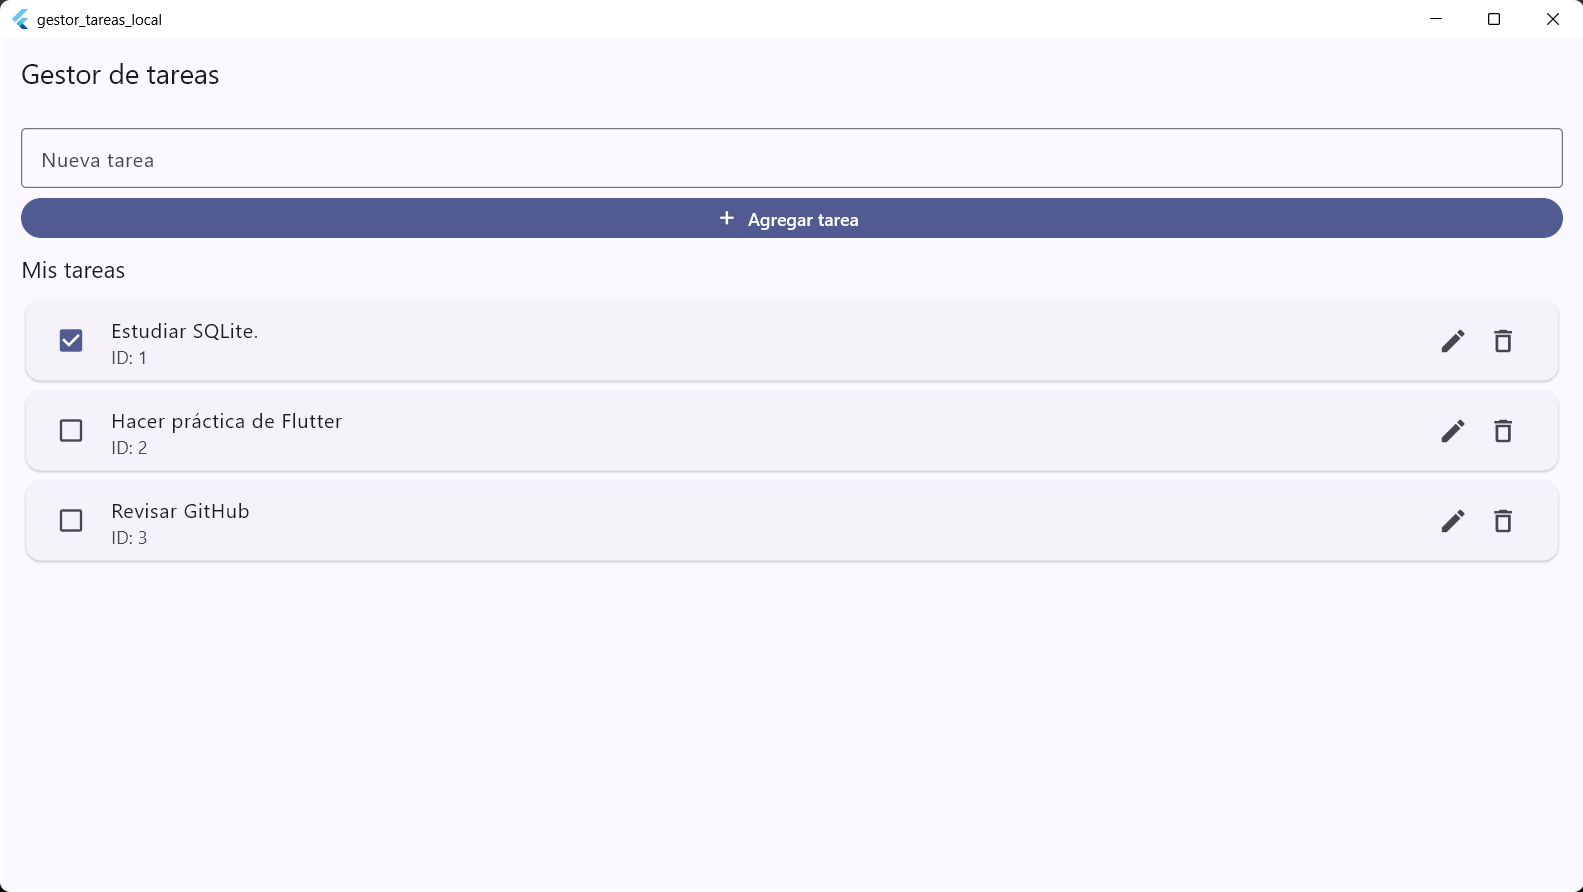 gestor_tareas_local
Gestor de tareas
Nueva tarea
+ Agregar tarea
Mis tareas
Estudiar SQLite.
ID: 1
Hacer práctica de Flutter
ID: 2
Revisar GitHub
ID: 3